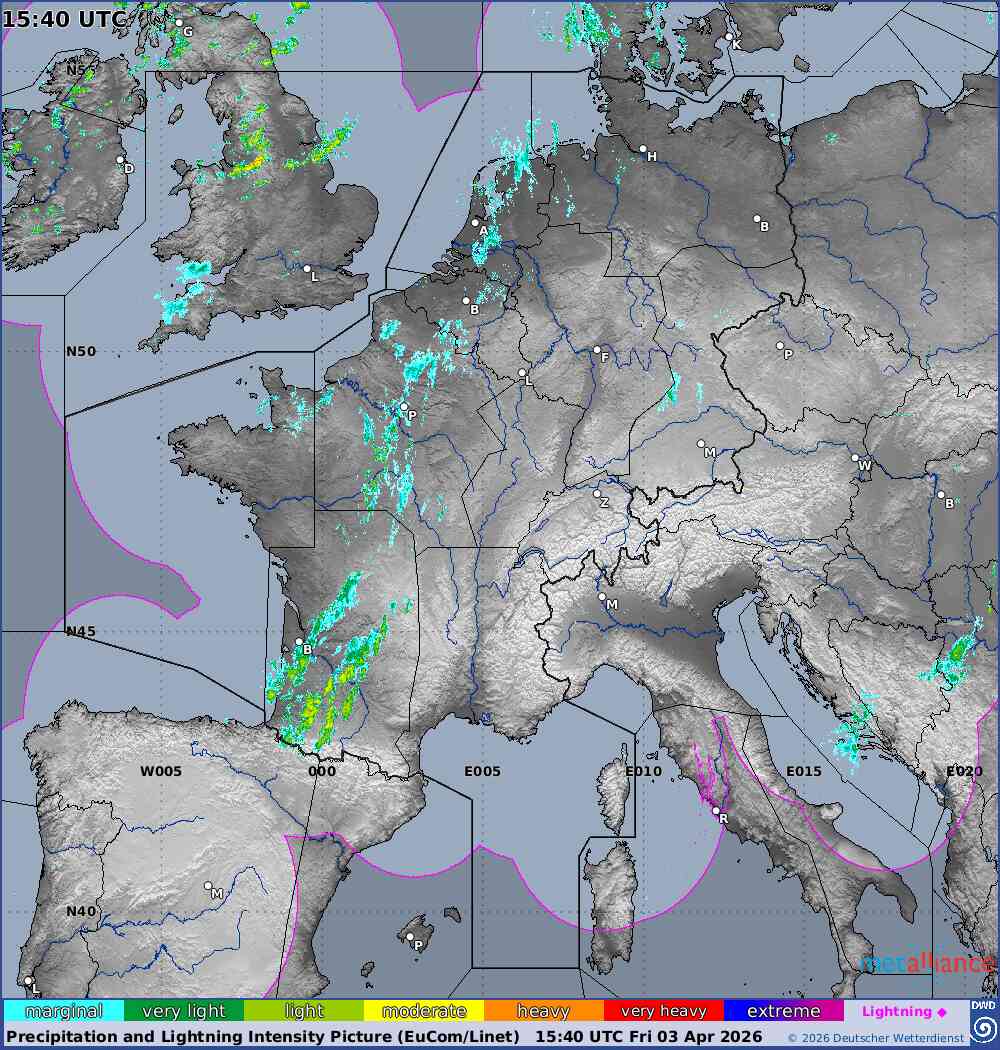 15:40 UTC
G
K
N55
D
H
A
B
L
B
N50
P
F
L
P
M
W
Z
B
M
N45
B
W005
000
E005
E010
E015
E020
R
M
N40
P
L
metalliance
marginal very light light moderate heavy very heavy extreme Lightning ◆
DWD
Precipitation and Lightning Intensity Picture (EuCom/Linet) 15:40 UTC Fri 03 Apr 2026 © 2026 Deutscher Wetterdienst